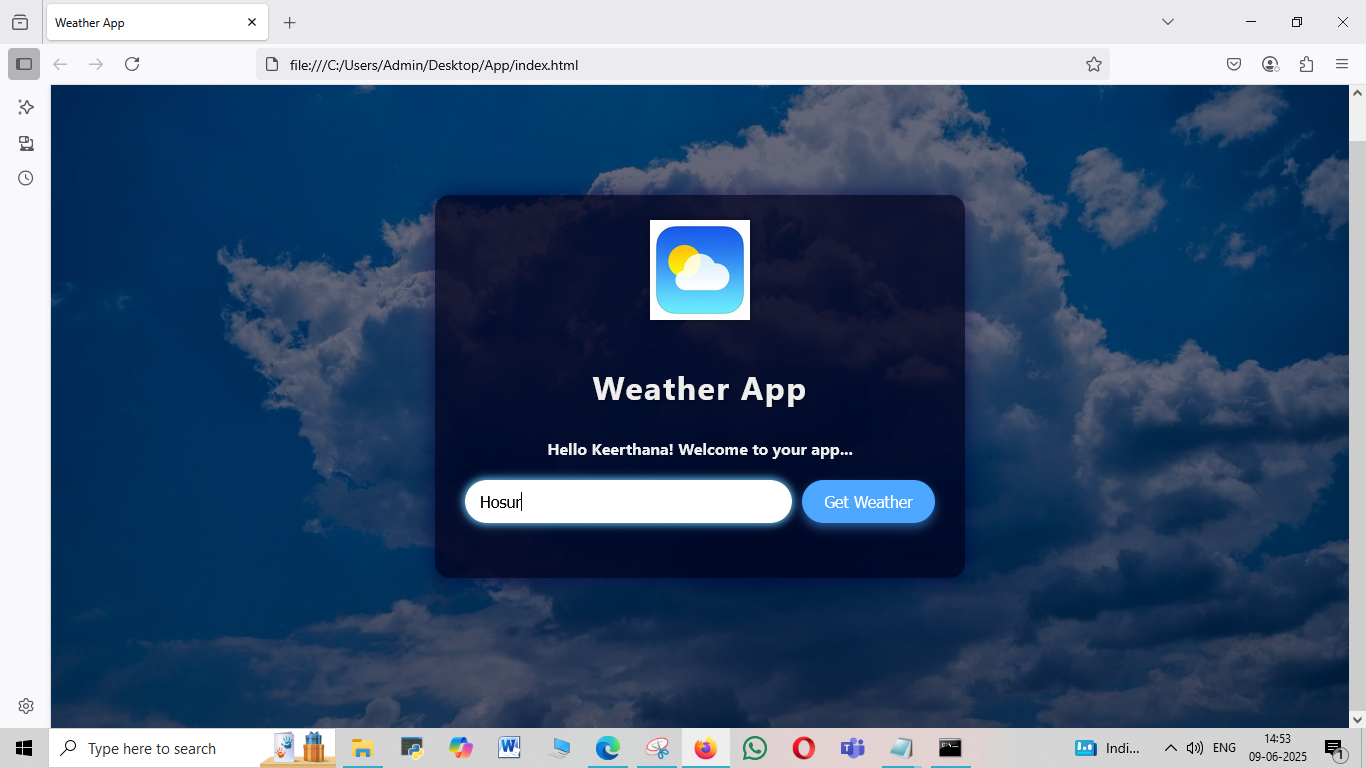 Weather App
file:///C:/Users/Admin/Desktop/App/index.html
Weather App
Hello Keerthana! Welcome to your app...
Hosur
Get Weather
Type here to search
Indi...
ENG
14:53
09-06-2025
1